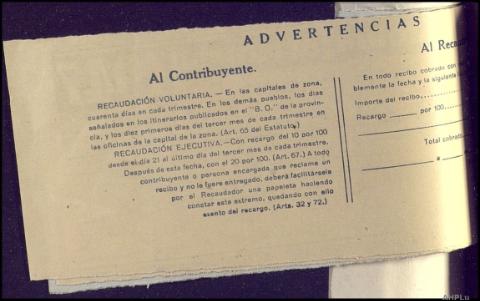 ADVERTENCIAS
Al Contribuyente.
RECAUDACIÓN VOLUNTARIA. — En las capitales de zona,
cuarenta días en cada trimestre. En los demás pueblos, los días
señalados en los itinerarios publicados en el "B. O." de la provin-
cia, y los diez primeros días del tercer mes de cada trimestre en
las oficinas de la capital de la zona. (Art. 65 del Estatuto.)
RECAUDACIÓN EJECUTIVA. — Con recargo del 10 por 100
desde el día 21 al último día del tercer mes de cada trimestre.
Después de esta fecha, con el 20 por 100. (Art. 67.) A todo
contribuyente o persona encargada que reclame un
recibo y no le fuere entregado, deberá facilitársele
por el Recaudador una papeleta haciendo
constar este extremo, quedando con ello
exento del recargo. (Arts. 32 y 72.)
Al
En todo recibo cobrado con
blemente la fecha y la siguiente
Importe del recibo
Recargo por 100.
Total cobrado
a
AHPLu